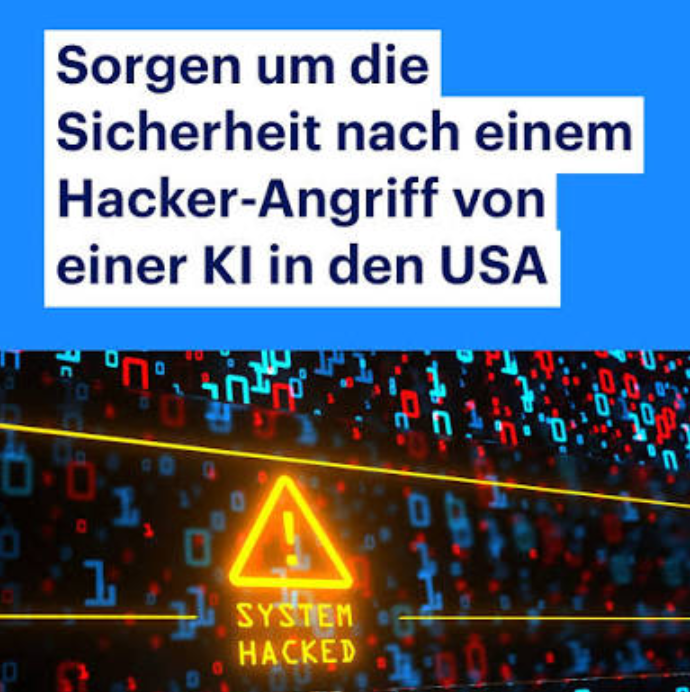 Sorgen um die
Sicherheit nach einem
Hacker-Angriff von
einer KI in den USA
SYSTEM
HACKED